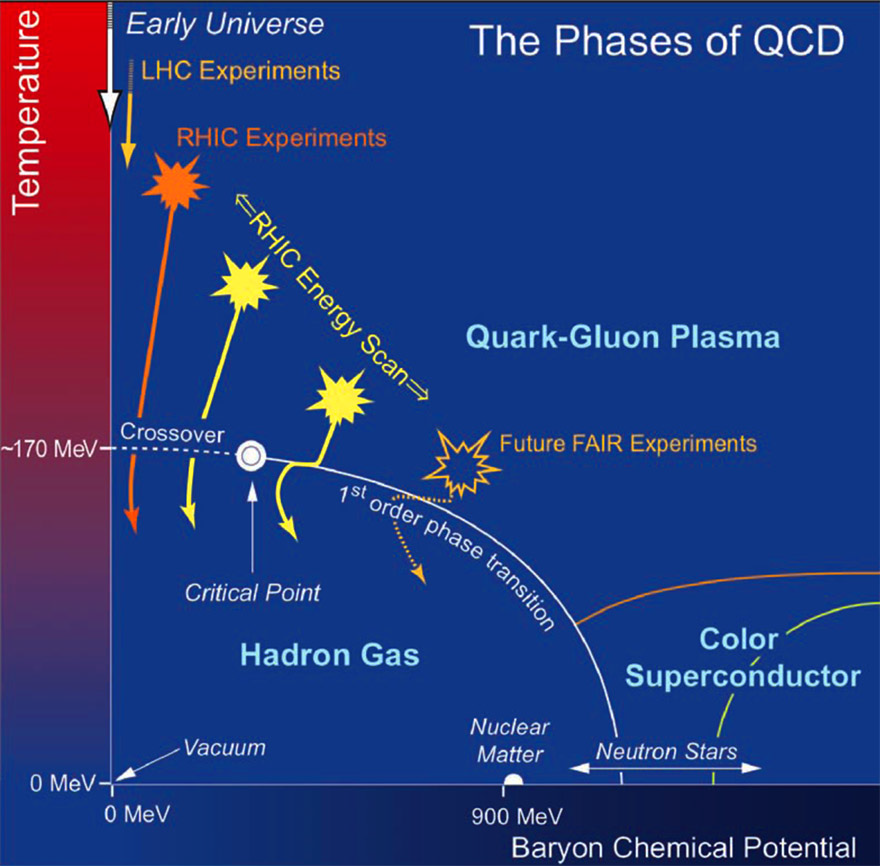 Temperature
Early Universe
The Phases of QCD
LHC Experiments
RHIC Experiments
RHIC Energy Scan
Quark-Gluon Plasma
Crossover
~170 MeV
Future FAIR Experiments
1st order phase transition
Critical Point
Hadron Gas
Color
Superconductor
Nuclear
Matter
Vacuum
Neutron Stars
0 MeV
0 MeV
900 MeV
Baryon Chemical Potential